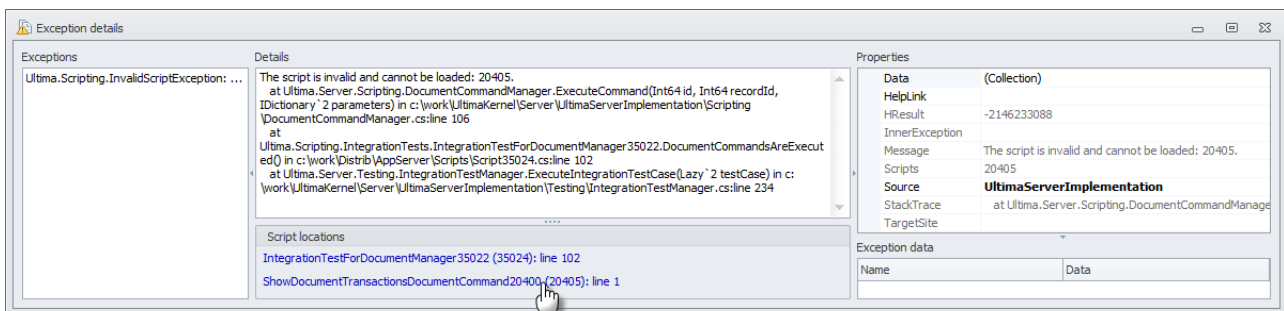 Exception details
Exceptions
Ultima.Scripting.InvalidScriptException: ...
Details
The script is invalid and cannot be loaded: 20405.
at Ultima.Server.Scripting.DocumentCommandManager.ExecuteCommand(Int64 id, Int64 recordId,
IDictionary`2 parameters) in c:\work\UltimaKernel\Server\UltimaServerImplementation\Scripting
\DocumentCommandManager.cs:line 106
at
Ultima.Scripting.IntegrationTests.IntegrationTestForDocumentManager35022.DocumentCommandsAreExecut
ed() in c:\work\Distrib\AppServer\Scripts\Script35024.cs:line 102
at Ultima.Server.Testing.IntegrationTestManager.ExecuteIntegrationTestCase(Lazy`2 testCase) in c:
\work\UltimaKernel\Server\UltimaServerImplementation\Testing\IntegrationTestManager.cs:line 234
Script locations
IntegrationTestForDocumentManager35022 (35024): line 102
ShowDocumentTransactionsDocumentCommand20400 (20405): line 1
Properties
Data (Collection)
HelpLink
HResult -2146233088
InnerException
Message The script is invalid and cannot be loaded: 20405.
Scripts 20405
Source UltimaServerImplementation
StackTrace at Ultima.Server.Scripting.DocumentCommandManage
TargetSite
Exception data
Name Data